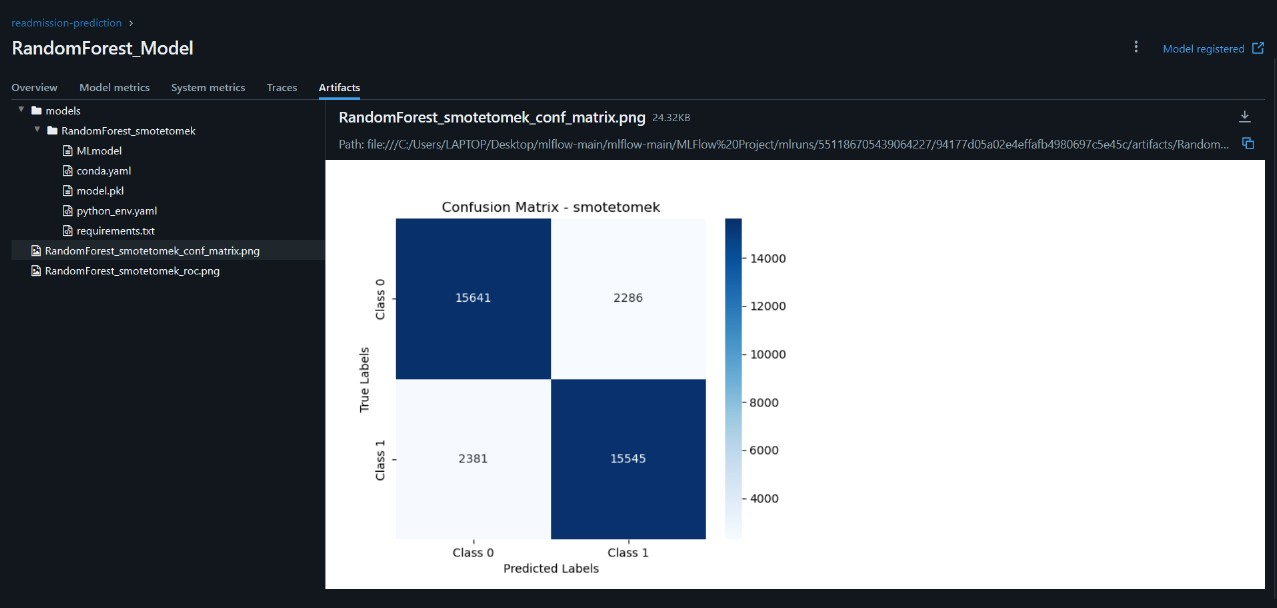 readmission-prediction >
RandomForest_Model
Model registered
Overview Model metrics System metrics Traces Artifacts
models
RandomForest_smotetomek
MLmodel
conda.yaml
model.pkl
python_env.yaml
requirements.txt
RandomForest_smotetomek_conf_matrix.png
RandomForest_smotetomek_roc.png
RandomForest_smotetomek_conf_matrix.png 24.32KB
Path: file:///C:/Users/LAPTOP/Desktop/mlflow-main/mlflow-main/MLFlow%20Project/mlruns/551186705439064227/94177d05a02e4effafb4980697c5e45c/artifacts/Random...
Confusion Matrix - smotetomek
True Labels
Class 0
15641 2286
Class 1
2381 15545
Class 0 Class 1
Predicted Labels
14000
12000
10000
8000
6000
4000